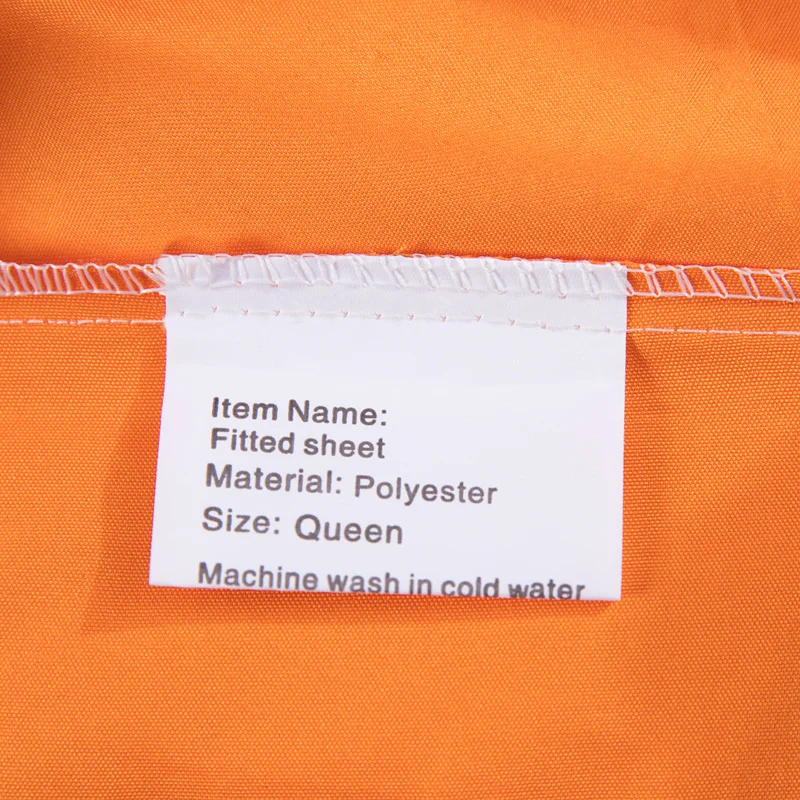 Item Name:
Fitted sheet
Material: Polyester
Size: Queen
Machine wash in cold water